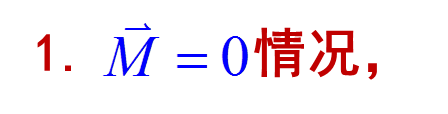 1. $\vec{M} = 0$情况，